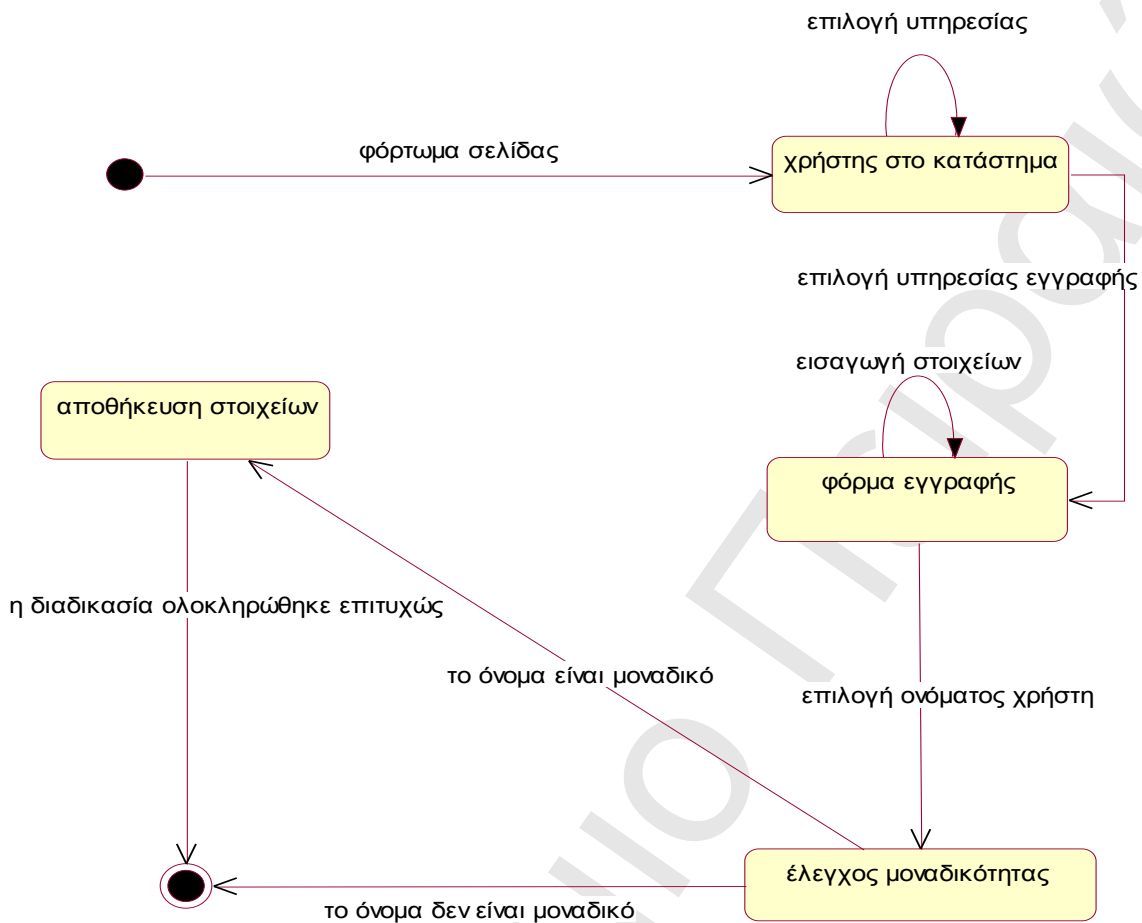 επιλογή υπηρεσίας
φόρτωμα σελίδας
χρήστης στο κατάστημα
επιλογή υπηρεσίας εγγραφής
εισαγωγή στοιχείων
αποθήκευση στοιχείων
φόρμα εγγραφής
η διαδικασία ολοκληρώθηκε επιτυχώς
το όνομα είναι μοναδικό
επιλογή ονόματος χρήστη
έλεγχος μοναδικότητας
το όνομα δεν είναι μοναδικό